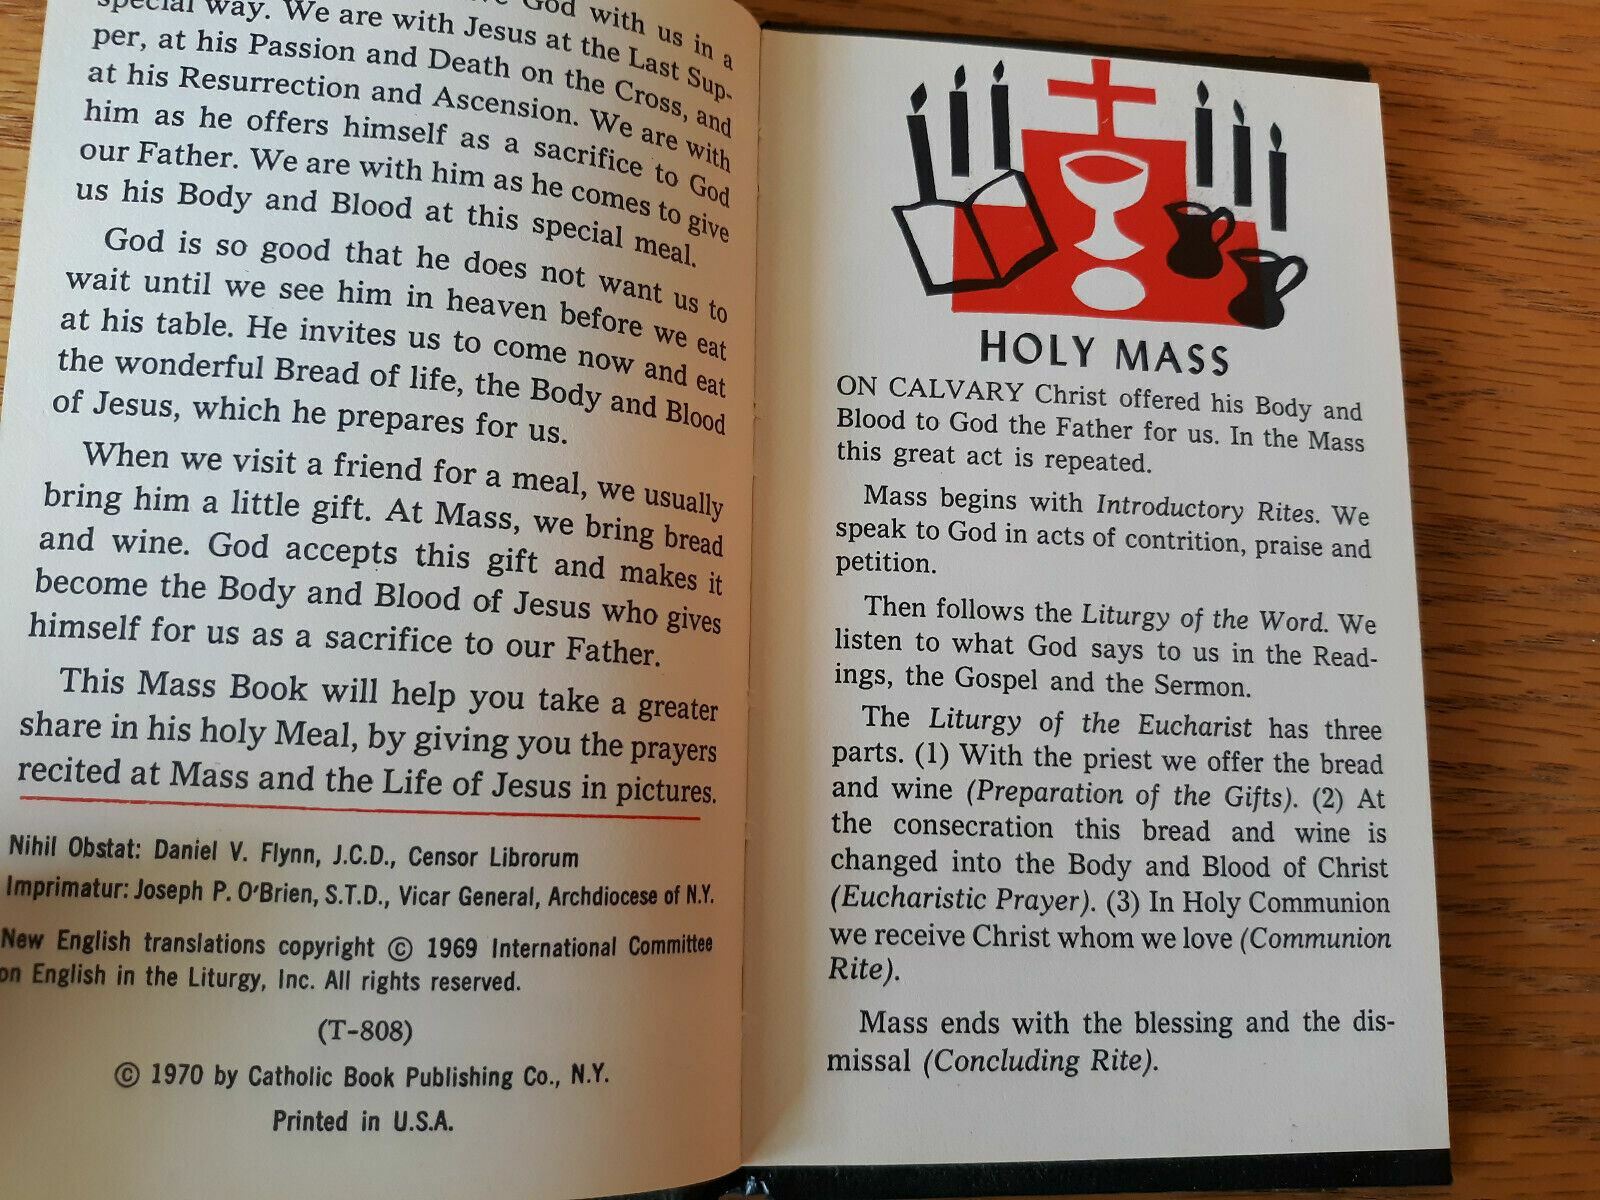 God with us in a
special way. We are with Jesus at the Last Sup-
per, at his Passion and Death on the Cross, and
at his Resurrection and Ascension. We are with
him as he offers himself as a sacrifice to God
our Father. We are with him as he comes to give
us his Body and Blood at this special meal.
God is so good that he does not want us to
wait until we see him in heaven before we eat
at his table. He invites us to come now and eat
the wonderful Bread of life, the Body and Blood
of Jesus, which he prepares for us.
When we visit a friend for a meal, we usually
bring him a little gift. At Mass, we bring bread
and wine. God accepts this gift and makes it
become the Body and Blood of Jesus who gives
himself for us as a sacrifice to our Father.
This Mass Book will help you take a greater
share in his holy Meal, by giving you the prayers
recited at Mass and the Life of Jesus in pictures.
Nihil Obstat: Daniel V. Flynn, J.C.D., Censor Librorum
Imprimatur: Joseph P. O'Brien, S.T.D., Vicar General, Archdiocese of N.Y.
New English translations copyright © 1969 International Committee
on English in the Liturgy, Inc. All rights reserved.
(T-808)
© 1970 by Catholic Book Publishing Co., N.Y.
Printed in U.S.A.
HOLY MASS
ON CALVARY Christ offered his Body and
Blood to God the Father for us. In the Mass
this great act is repeated.
Mass begins with Introductory Rites. We
speak to God in acts of contrition, praise and
petition.
Then follows the Liturgy of the Word. We
listen to what God says to us in the Read-
ings, the Gospel and the Sermon.
The Liturgy of the Eucharist has three
parts. (1) With the priest we offer the bread
and wine (Preparation of the Gifts). (2) At
the consecration this bread and wine is
changed into the Body and Blood of Christ
(Eucharistic Prayer). (3) In Holy Communion
we receive Christ whom we love (Communion
Rite).
Mass ends with the blessing and the dis-
missal (Concluding Rite).